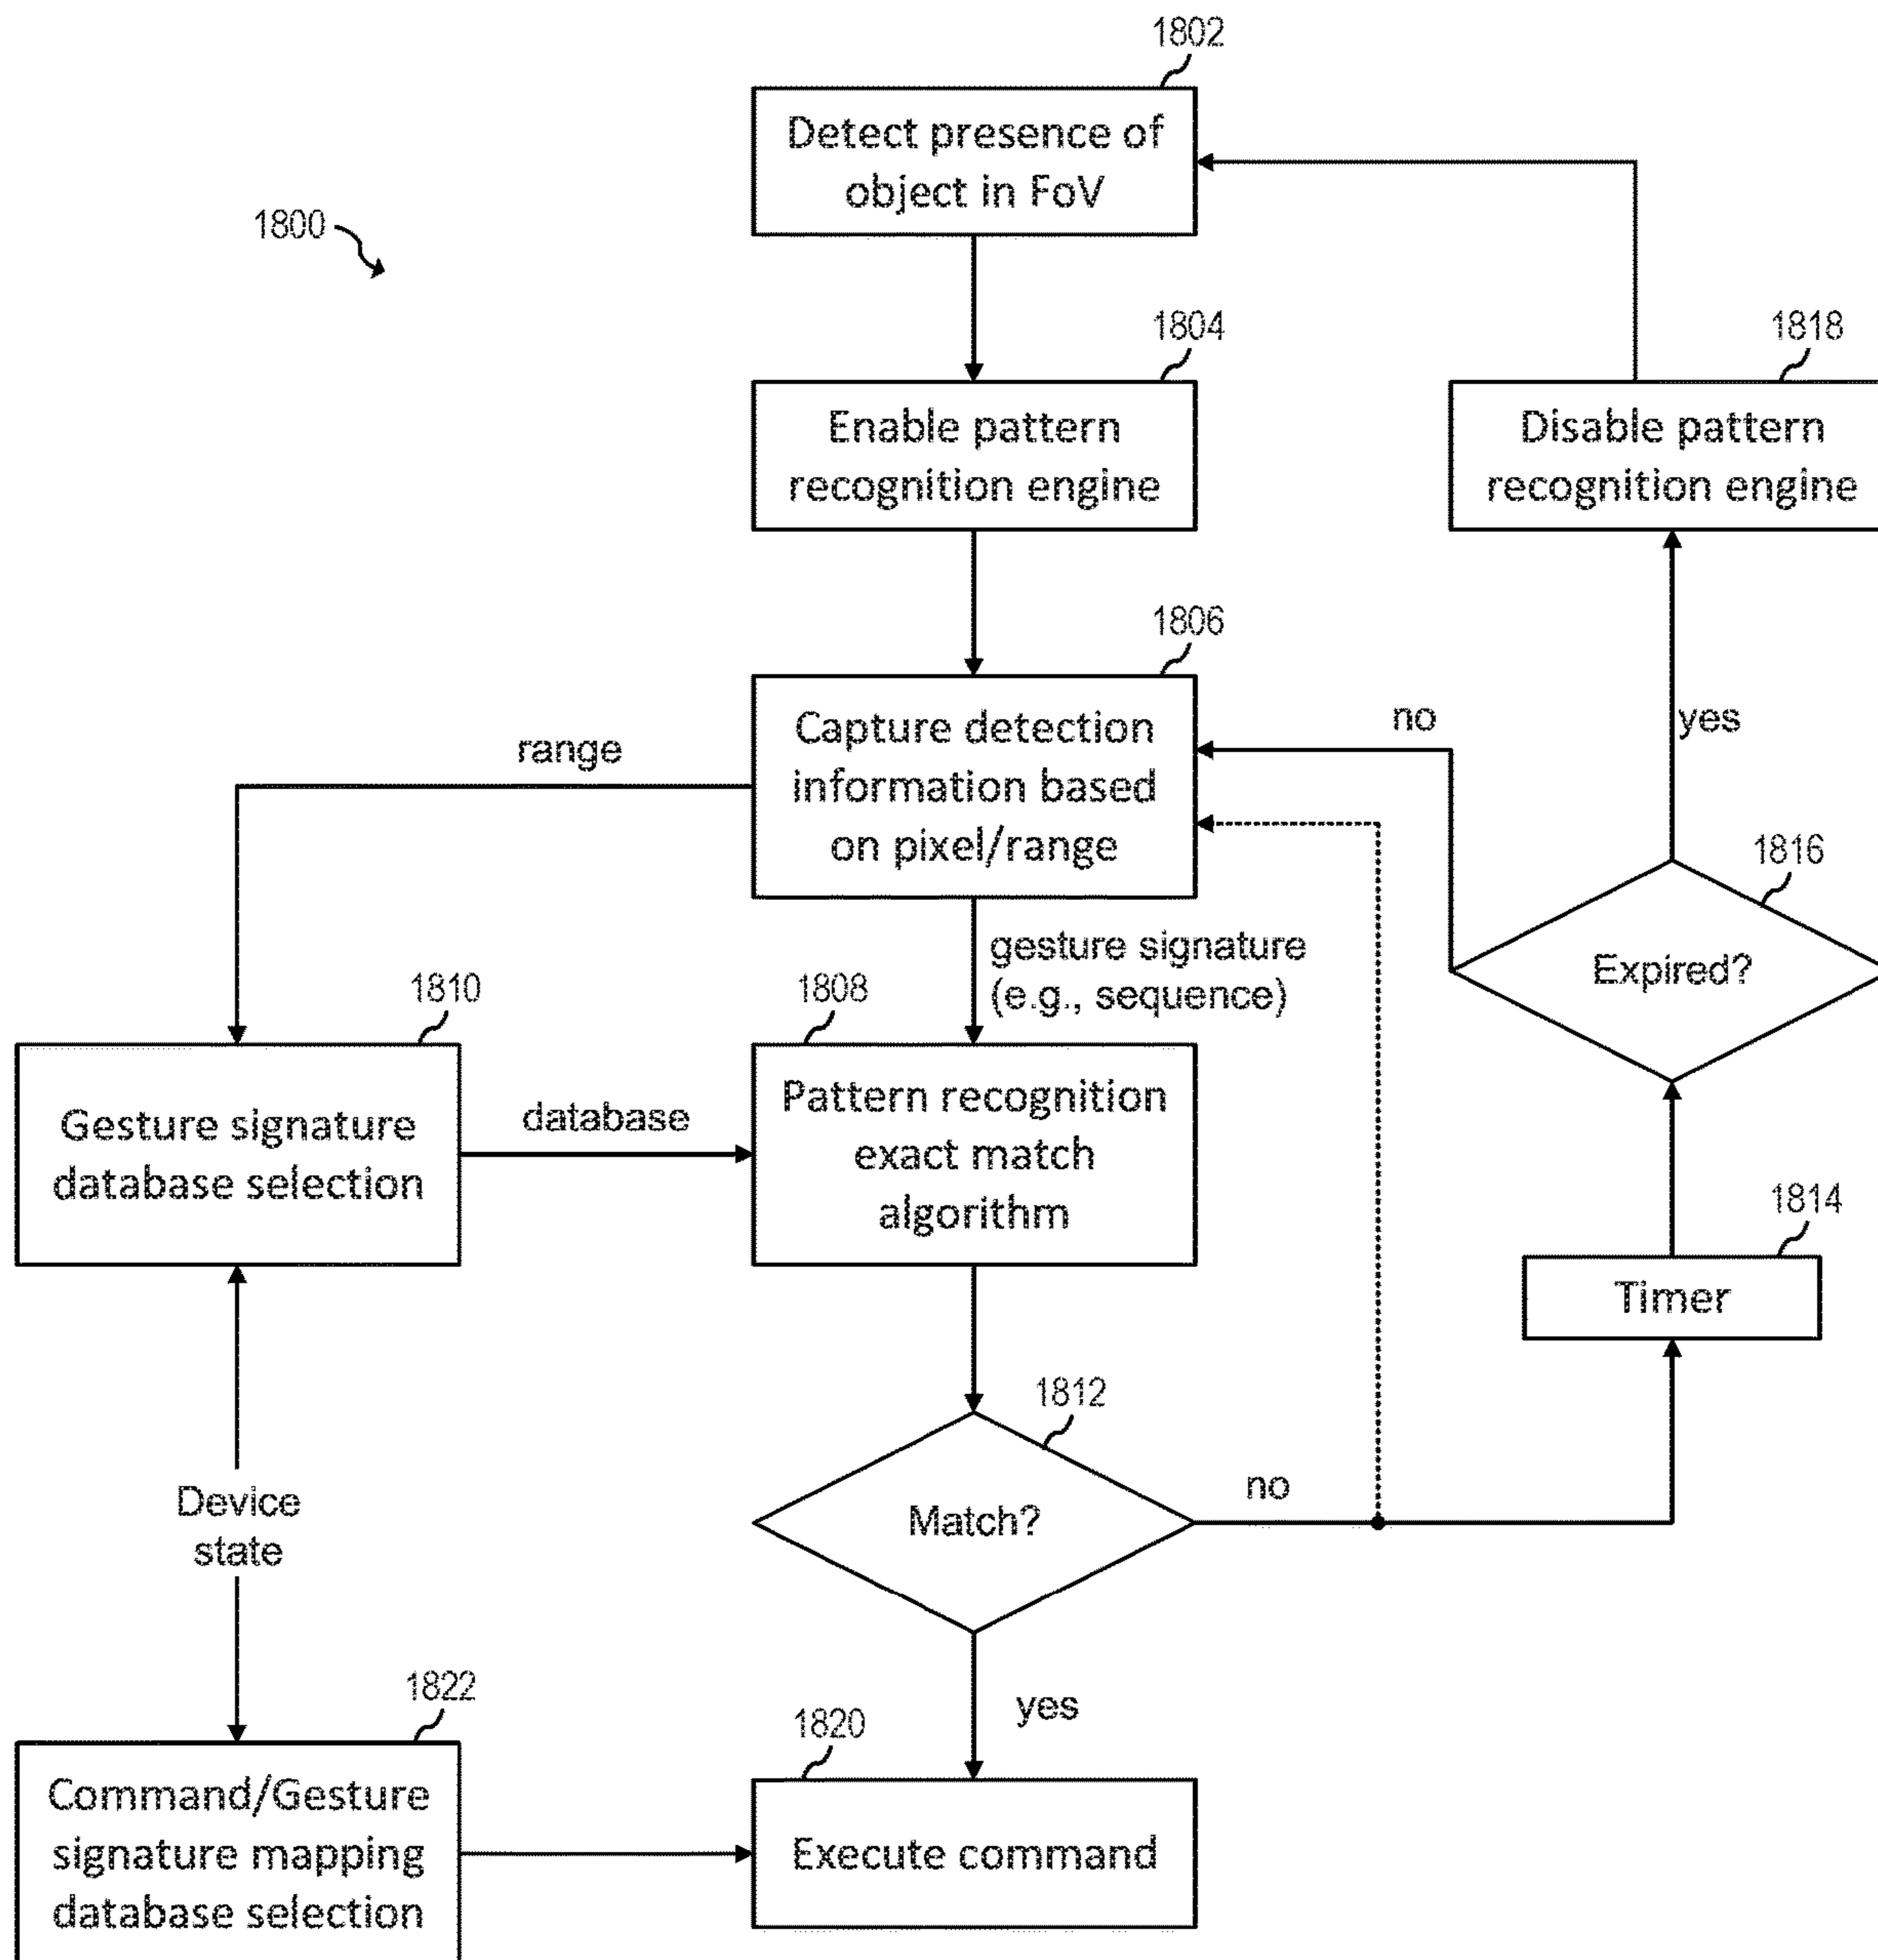 1802
Detect presence of
object in FoV
1800
1804
Enable pattern
recognition engine
1818
Disable pattern
recognition engine
1806
Capture detection
information based
on pixel/range
range
no
yes
1816
Expired?
gesture signature
(e.g., sequence)
1810
Gesture signature
database selection
database
1808
Pattern recognition
exact match
algorithm
1814
Timer
1812
Match?
no
Device
state
yes
1822
Command/Gesture
signature mapping
database selection
1820
Execute command